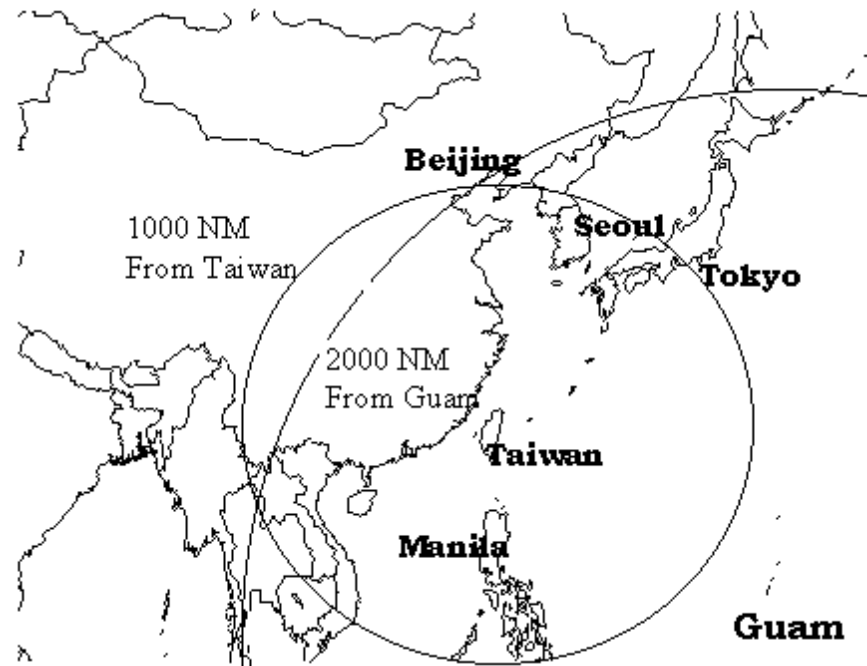 Beijing
1000 NM
From Taiwan
Seoul
Tokyo
2000 NM
From Guam
Taiwan
Manila
Guam